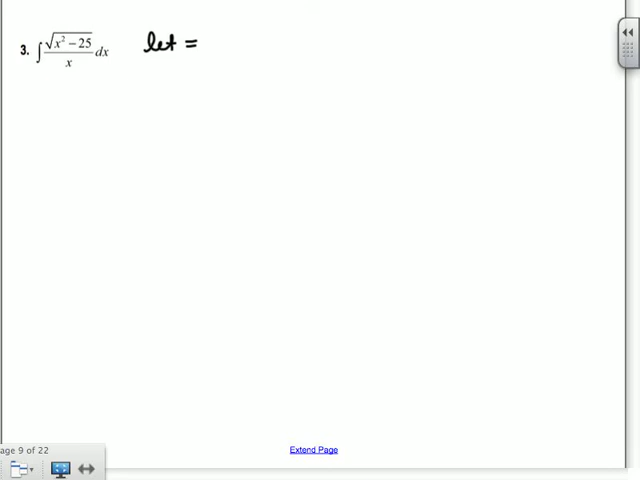 3. ∫ √(x² − 25) / x dx let =
age 9 of 22
Extend Page